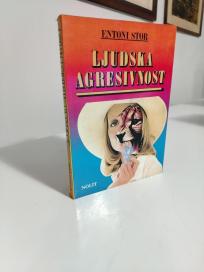 ENTONI STOR
LJUDSKA
AGRESIVNOST
NOLIT